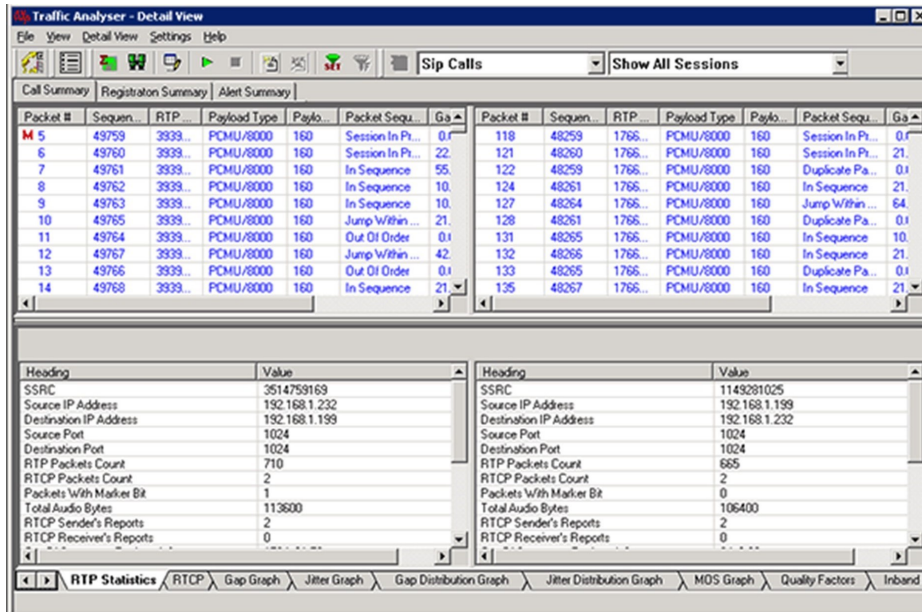 Traffic Analyser - Detail View
File View Detail View Settings Help
SET Sip Calls Show All Sessions
Call Summary Registraton Summary Alert Summary
Packet # Sequen... RTP ... Payload Type Paylo... Packet Sequ... Ga
M 5 49759 3939... PCMU/8000 160 Session In Pr... 0.
6 49760 3939... PCMU/8000 160 Session In Pr... 22.
7 49761 3939... PCMU/8000 160 In Sequence 55.
8 49762 3939... PCMU/8000 160 In Sequence 10.
9 49763 3939... PCMU/8000 160 In Sequence 10.
10 49765 3939... PCMU/8000 160 Jump Within ... 21.
11 49764 3939... PCMU/8000 160 Out Of Order 0.
12 49767 3939... PCMU/8000 160 Jump Within ... 42.
13 49766 3939... PCMU/8000 160 Out Of Order 0.
14 49768 3939... PCMU/8000 160 In Sequence 21.
Packet # Sequen... RTP ... Payload Type Paylo... Packet Sequ... Ga
118 48259 1766... PCMU/8000 160 Session In Pr... 0.
121 48260 1766... PCMU/8000 160 Session In Pr... 21.
122 48259 1766... PCMU/8000 160 Duplicate Pa... 0.
124 48261 1766... PCMU/8000 160 In Sequence 21.
127 48264 1766... PCMU/8000 160 Jump Within ... 64.
128 48261 1766... PCMU/8000 160 Duplicate Pa... 0.
131 48265 1766... PCMU/8000 160 In Sequence 10.
132 48266 1766... PCMU/8000 160 In Sequence 21.
133 48265 1766... PCMU/8000 160 Duplicate Pa... 0.
135 48267 1766... PCMU/8000 160 In Sequence 21.
Heading Value
SSRC 3514759169
Source IP Address 192.168.1.232
Destination IP Address 192.168.1.199
Source Port 1024
Destination Port 1024
RTP Packets Count 710
RTCP Packets Count 2
Packets With Marker Bit 1
Total Audio Bytes 113600
RTCP Sender's Reports 2
RTCP Receiver's Reports 0
Heading Value
SSRC 1149281025
Source IP Address 192.168.1.199
Destination IP Address 192.168.1.232
Source Port 1024
Destination Port 1024
RTP Packets Count 665
RTCP Packets Count 2
Packets With Marker Bit 0
Total Audio Bytes 106400
RTCP Sender's Reports 2
RTCP Receiver's Reports 0
RTP Statistics RTCP Gap Graph Jitter Graph Gap Distribution Graph Jitter Distribution Graph MOS Graph Quality Factors Inband